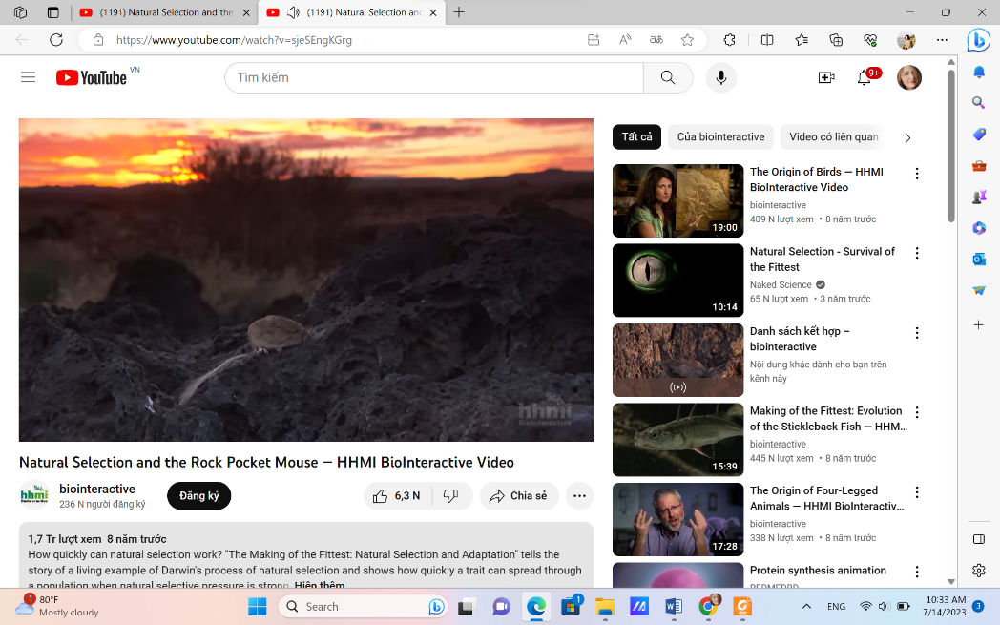 (1191) Natural Selection and the
(1191) Natural Selection and
https://www.youtube.com/watch?v=sjeSEngKGrg
YouTube VN
Tìm kiếm
9+
Tất cả
Của biointeractive
Video có liên quan
The Origin of Birds — HHMI
BioInteractive Video
biointeractive
409 N lượt xem • 8 năm trước
19:00
Natural Selection - Survival of
the Fittest
Naked Science
65 N lượt xem • 3 năm trước
10:14
Danh sách kết hợp –
biointeractive
Nội dung khác dành cho bạn trên
kênh này
Making of the Fittest: Evolution
of the Stickleback Fish — HHM...
biointeractive
445 N lượt xem • 8 năm trước
15:39
The Origin of Four-Legged
Animals — HHMI BioInteractiv...
biointeractive
338 N lượt xem • 8 năm trước
17:28
Protein synthesis animation
hhmi
BioInteractive
Natural Selection and the Rock Pocket Mouse — HHMI BioInteractive Video
hhmi
biointeractive
236 N người đăng ký
Đăng ký
6,3 N
Chia sẻ
1,7 Tr lượt xem 8 năm trước
How quickly can natural selection work? "The Making of the Fittest: Natural Selection and Adaptation" tells the
story of a living example of Darwin's process of natural selection and shows how quickly a trait can spread through
a population when natural selective pressure is strong. Hiện thêm
1
80°F
Mostly cloudy
Search
1
ENG
10:33 AM
7/14/2023
3